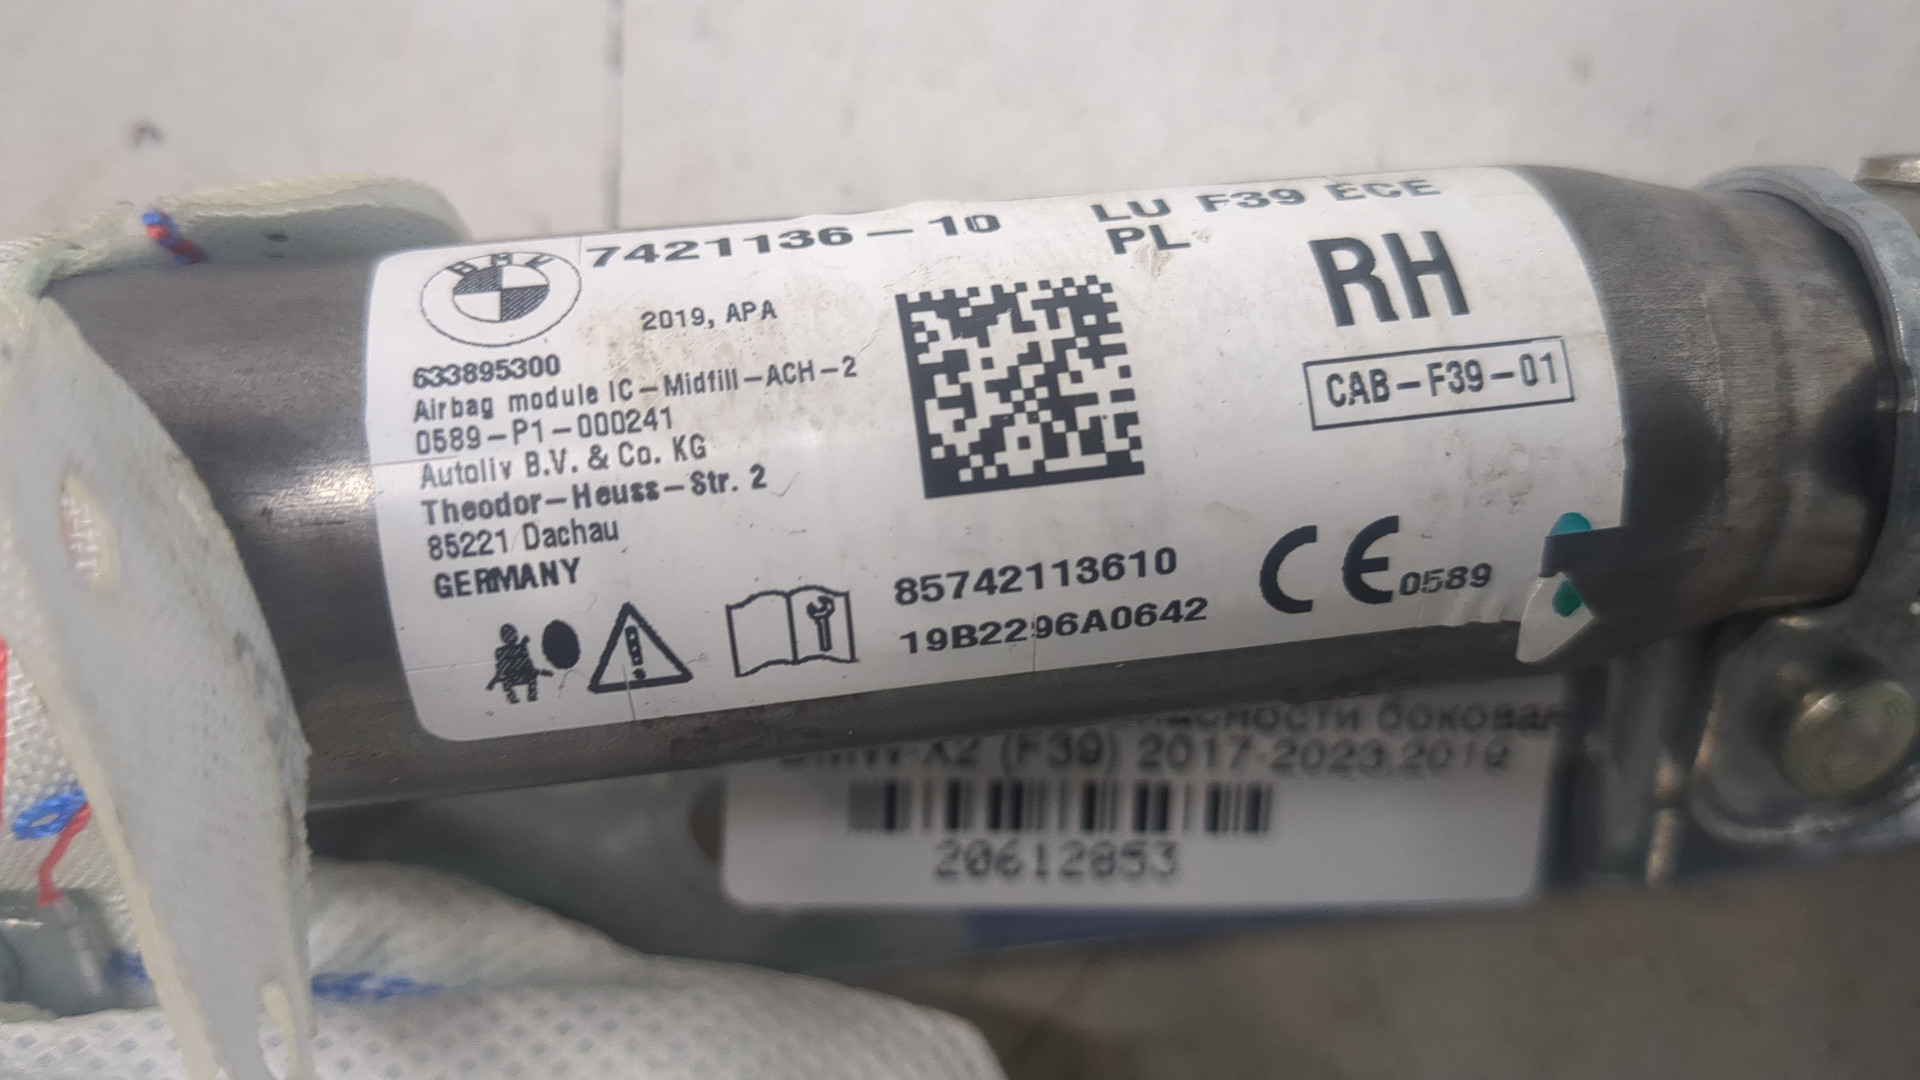 BMW
7421136-10
LU F39 ECE
PL
2019, APA
RH
633895300
Airbag module IC-Midfill-ACH-2
0589-P1-000241
Autoliv B.V. & Co. KG
Theodor-Heuss-Str. 2
85221 Dachau
GERMANY
CAB-F39-01
85742113610
19B2296A0642
CE 0589
боковая
BMW X2 (F39) 2017-2023,2019
20612853